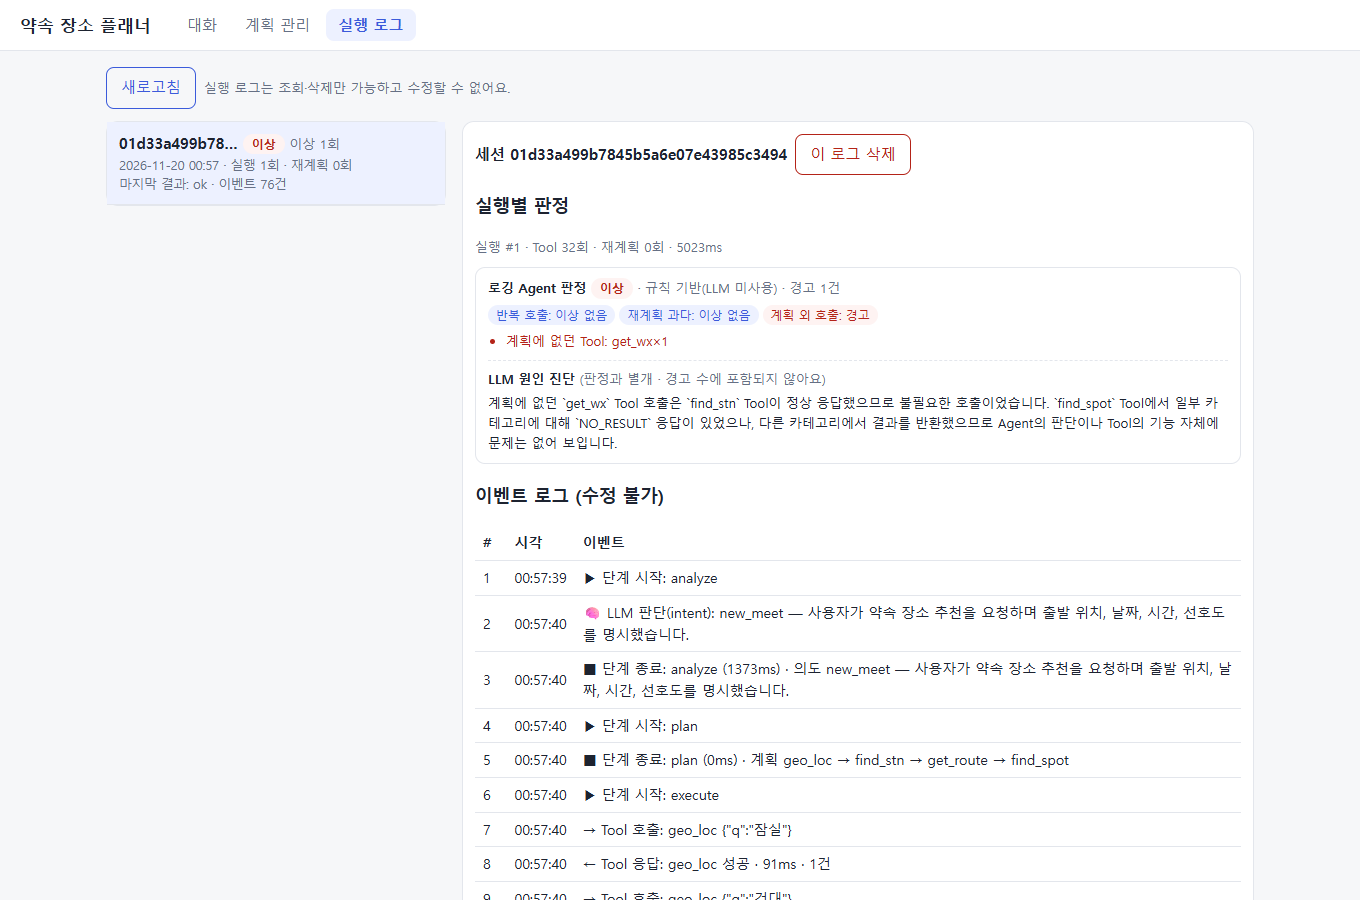 약속 장소 플래너
대화
계획 관리
실행 로그
새로고침
실행 로그는 조회·삭제만 가능하고 수정할 수 없어요.
01d33a499b78... 이상 이상 1회
2026-11-20 00:57 · 실행 1회 · 재계획 0회
마지막 결과: ok · 이벤트 76건
세션 01d33a499b7845b5a6e07e43985c3494
이 로그 삭제
실행별 판정
실행 #1 · Tool 32회 · 재계획 0회 · 5023ms
로깅 Agent 판정 이상 · 규칙 기반(LLM 미사용) · 경고 1건
반복 호출: 이상 없음 재계획 과다: 이상 없음 계획 외 호출: 경고
• 계획에 없던 Tool: get_wx×1
LLM 원인 진단 (판정과 별개 · 경고 수에 포함되지 않아요)
계획에 없던 `get_wx` Tool 호출은 `find_stn` Tool이 정상 응답했으므로 불필요한 호출이었습니다. `find_spot` Tool에서 일부 카
테고리에 대해 `NO_RESULT` 응답이 있었으나, 다른 카테고리에서 결과를 반환했으므로 Agent의 판단이나 Tool의 기능 자체에
문제는 없어 보입니다.
이벤트 로그 (수정 불가)
# 시각 이벤트
1 00:57:39 ▶ 단계 시작: analyze
2 00:57:40 🧠 LLM 판단(intent): new_meet — 사용자가 약속 장소 추천을 요청하며 출발 위치, 날짜, 시간, 선호도
를 명시했습니다.
3 00:57:40 ■ 단계 종료: analyze (1373ms) · 의도 new_meet — 사용자가 약속 장소 추천을 요청하며 출발 위치, 날
짜, 시간, 선호도를 명시했습니다.
4 00:57:40 ▶ 단계 시작: plan
5 00:57:40 ■ 단계 종료: plan (0ms) · 계획 geo_loc → find_stn → get_route → find_spot
6 00:57:40 ▶ 단계 시작: execute
7 00:57:40 → Tool 호출: geo_loc {"q":"잠실"}
8 00:57:40 ← Tool 응답: geo_loc 성공 · 91ms · 1건
9 00:57:40 → Tool 호출: geo_loc {"q":"건대"}